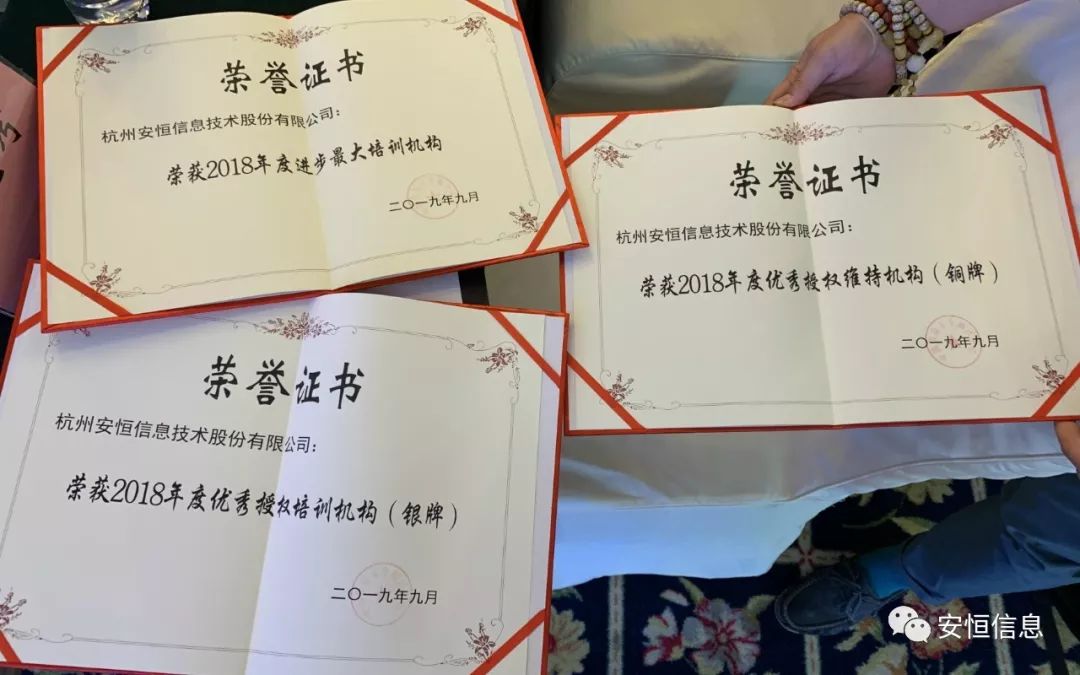 荣誉证书
杭州安恒信息技术股份有限公司：
荣获2018年度进步最大培训机构
二〇一九年九月
荣誉证书
杭州安恒信息技术股份有限公司：
荣获2018年度优秀授权维持机构（铜牌）
二〇一九年九月
荣誉证书
杭州安恒信息技术股份有限公司：
荣获2018年度优秀授权培训机构（银牌）
二〇一九年九月
安恒信息